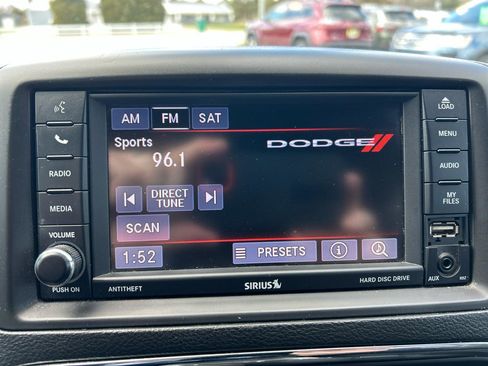 AM FM SAT
Sports
96.1
DODGE
DIRECT
TUNE
SCAN
1:52
PRESETS
RADIO
MEDIA
VOLUME
PUSH ON
ANTITHEFT
SIRIUS
HARD DISC DRIVE
LOAD
MENU
AUDIO
MY
FILES
AUX